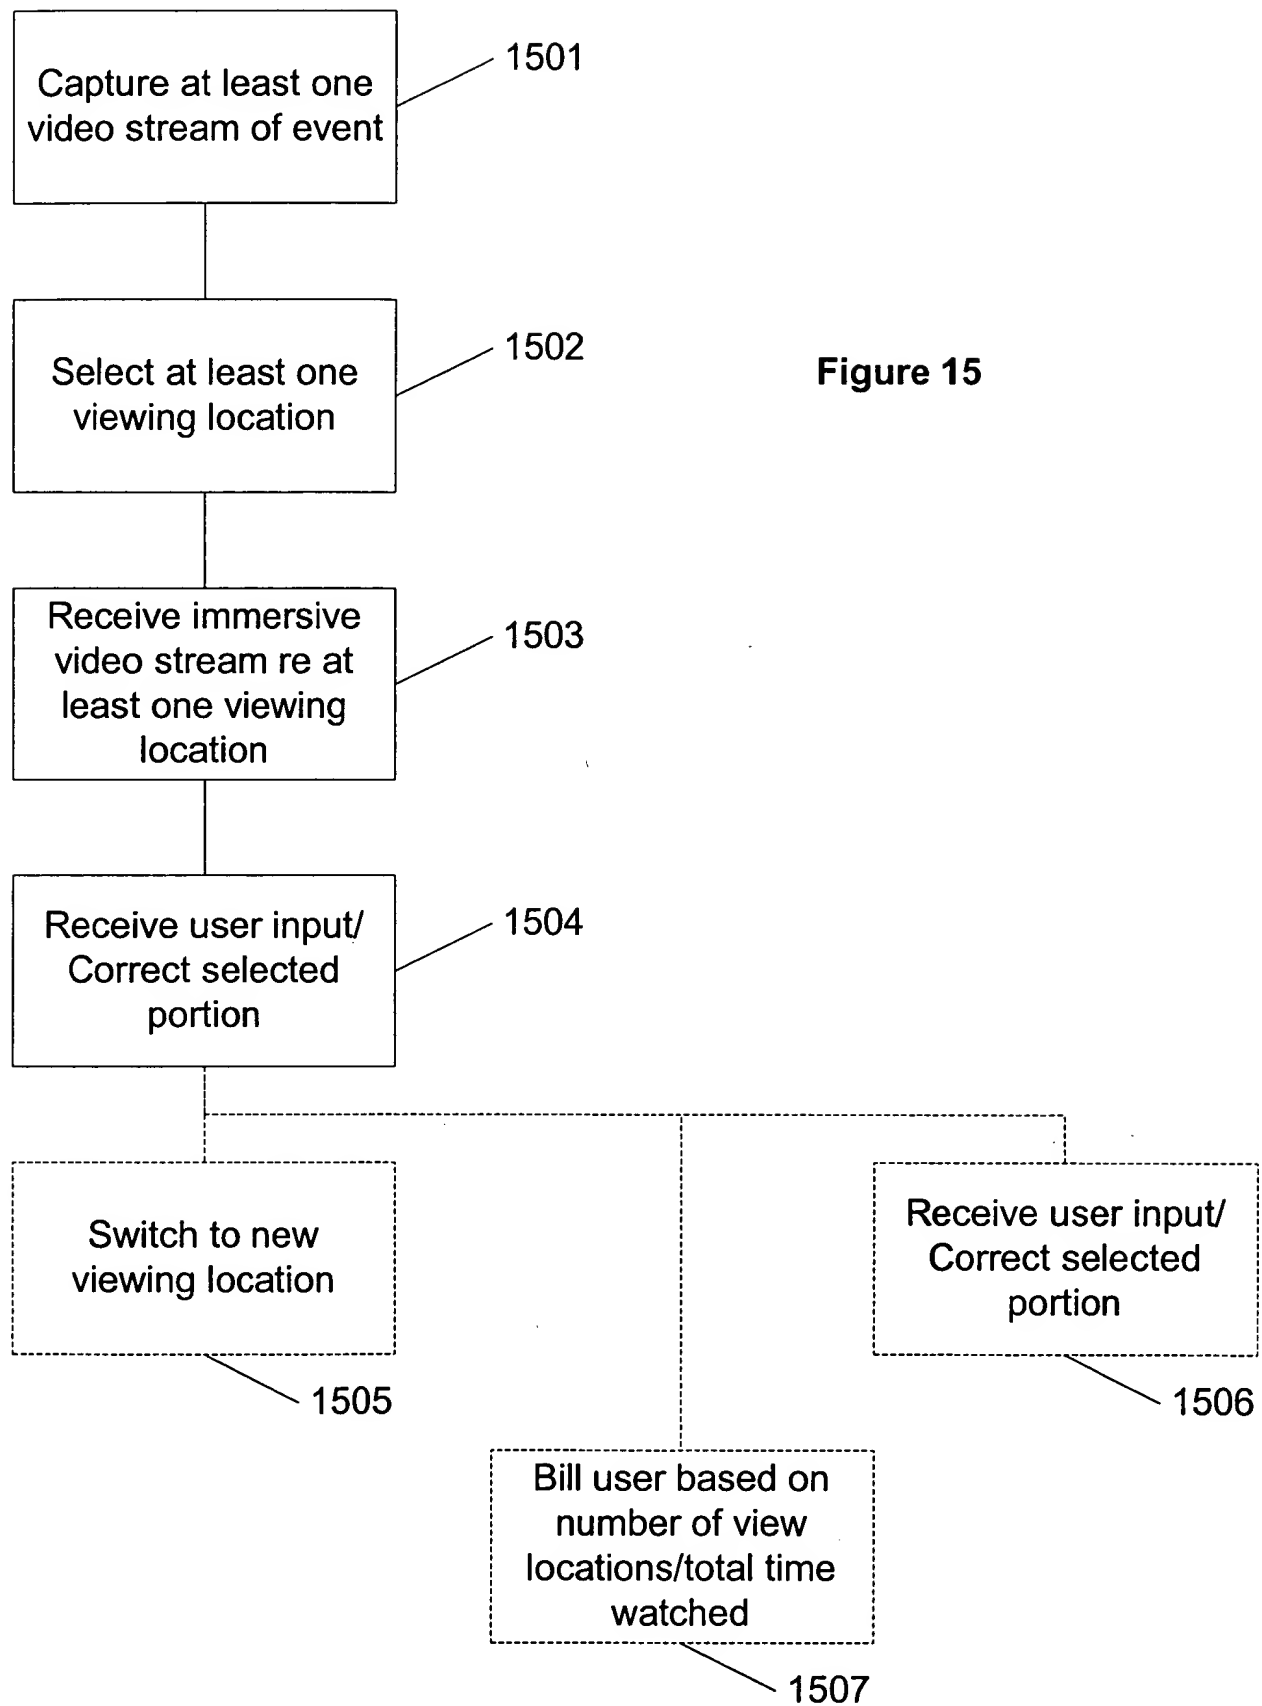 Capture at least one
video stream of event
1501
Select at least one
viewing location
1502
Figure 15
Receive immersive
video stream re at
least one viewing
location
1503
Receive user input/
Correct selected
portion
1504
Switch to new
viewing location
1505
Receive user input/
Correct selected
portion
1506
Bill user based on
number of view
locations/total time
watched
1507